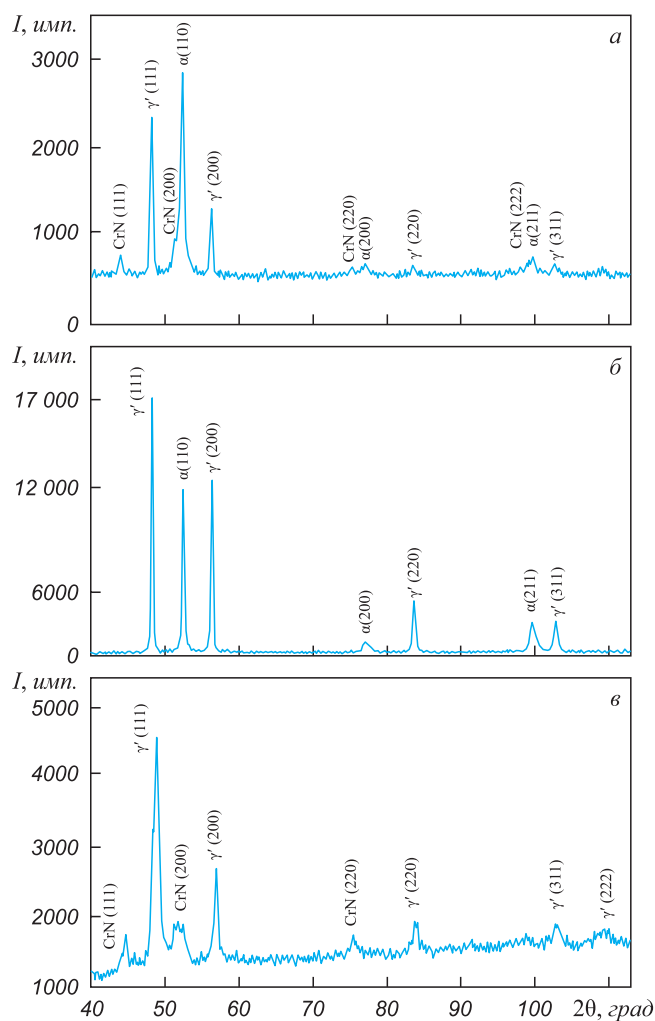 I, имп.
а
3000
2000
1000
0
CrN (111)
γ′ (111)
CrN (200)
α(110)
γ′ (200)
CrN (220)
α(200)
γ′ (220)
CrN (222)
α(211)
γ′ (311)
I, имп.
б
17 000
12 000
6000
0
γ′ (111)
α(110)
γ′ (200)
α(200)
γ′ (220)
α(211)
γ′ (311)
I, имп.
в
5000
4000
3000
2000
1000
CrN (111)
γ′ (111)
CrN (200)
γ′ (200)
CrN (220)
γ′ (220)
γ′ (311)
γ′ (222)
40 50 60 70 80 90 100 2θ, град